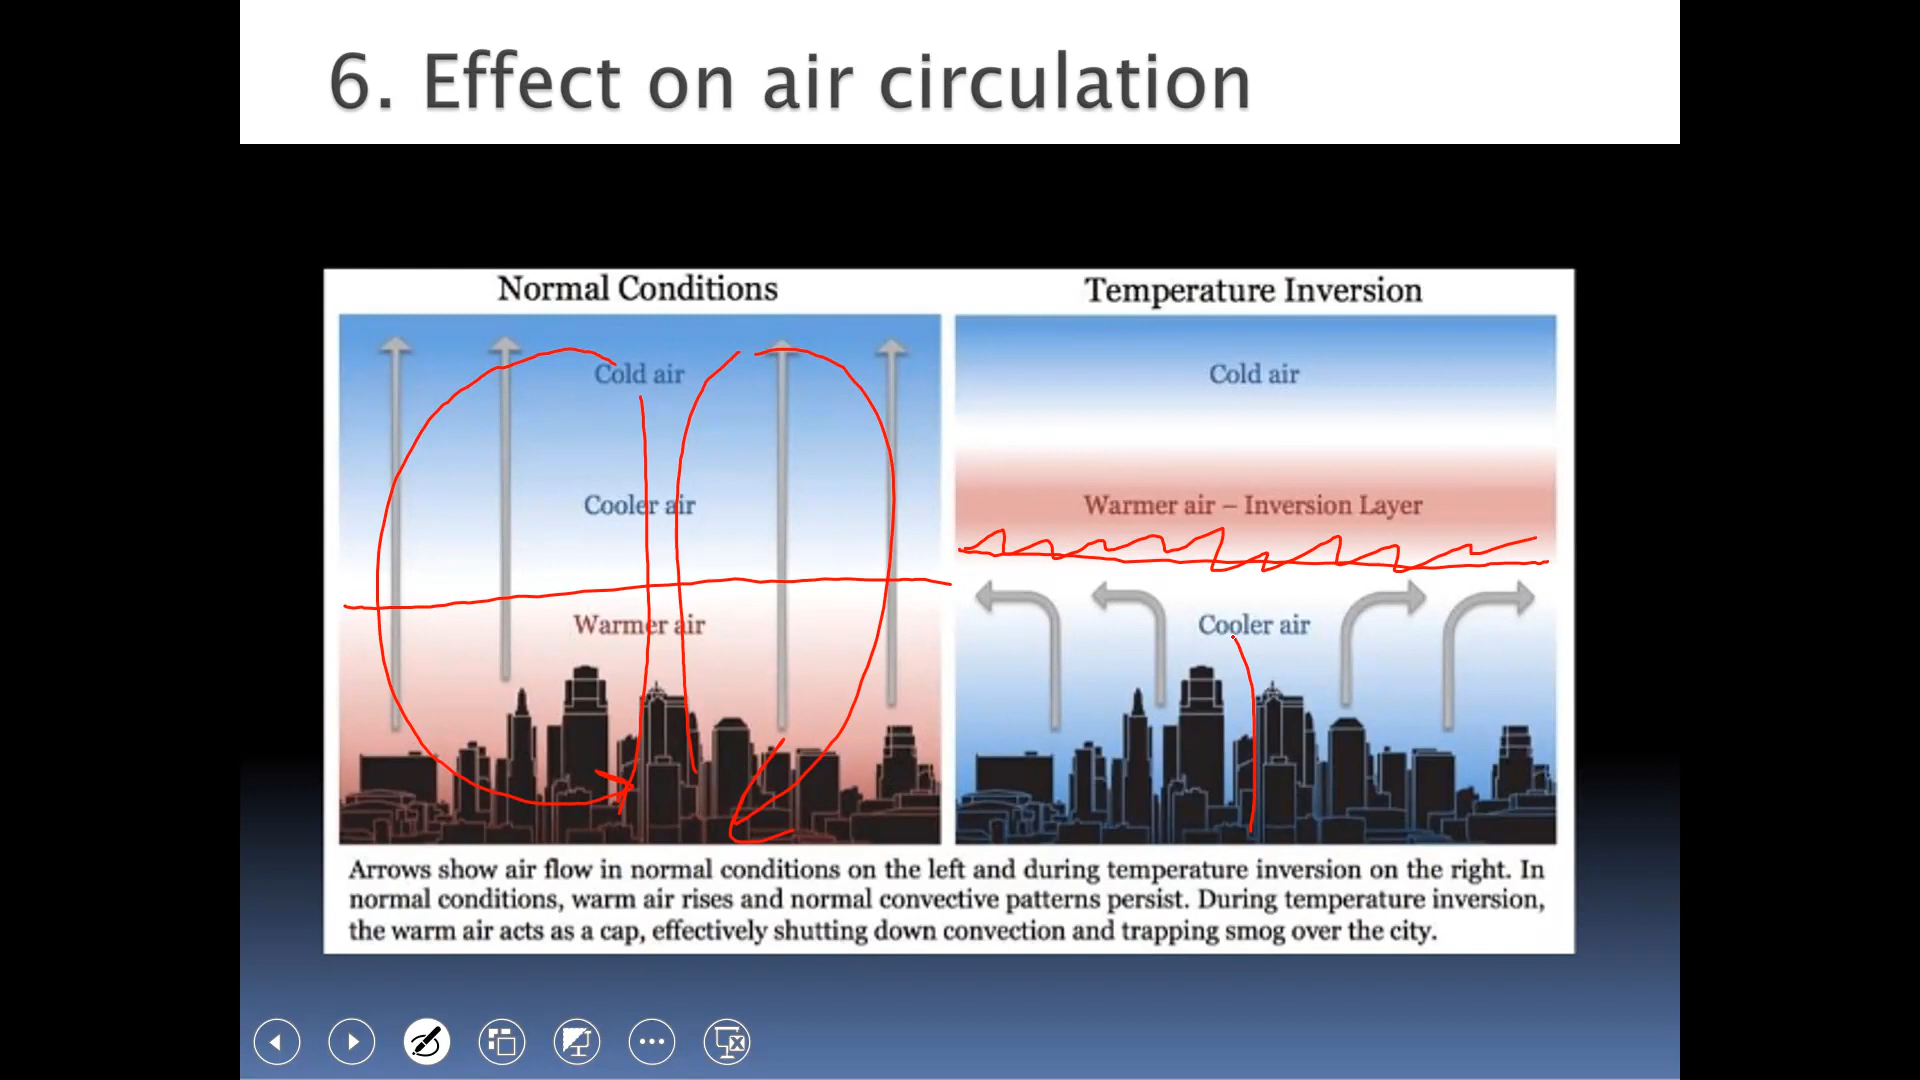 6. Effect on air circulation
Normal Conditions
Cold air
Cooler air
Warmer air
Temperature Inversion
Cold air
Warmer air – Inversion Layer
Cooler air
Arrows show air flow in normal conditions on the left and during temperature inversion on the right. In
normal conditions, warm air rises and normal convective patterns persist. During temperature inversion,
the warm air acts as a cap, effectively shutting down convection and trapping smog over the city.